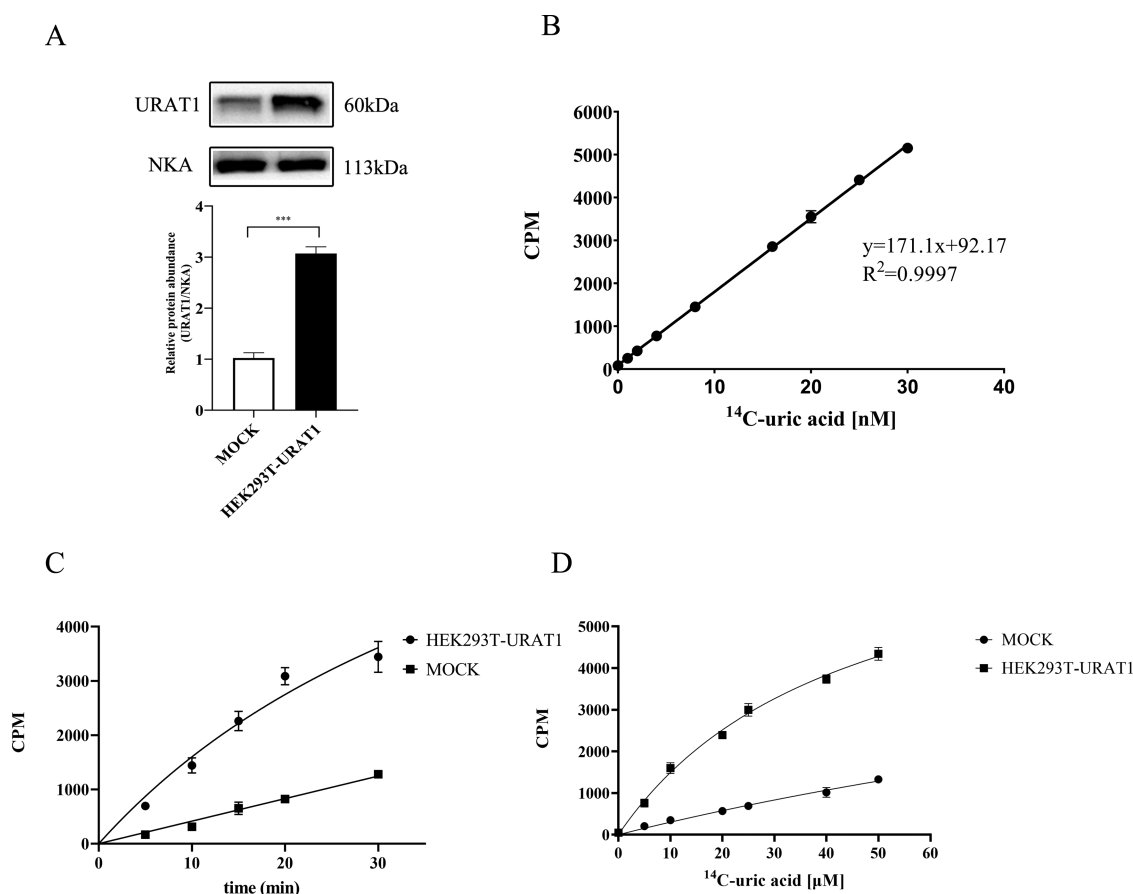 A
URAT1
60kDa
NKA
113kDa
4
3
2
1
0
Relative protein abundance
(URAT1/NKA)
***
MOCK
HEK293T-URAT1
B
6000
5000
4000
3000
2000
1000
0
CPM
y=171.1x+92.17
R²=0.9997
0 10 20 30 40
¹⁴C-uric acid [nM]
C
4000
3000
2000
1000
0
CPM
HEK293T-URAT1
MOCK
0 10 20 30
time (min)
D
5000
4000
3000
2000
1000
0
CPM
MOCK
HEK293T-URAT1
0 10 20 30 40 50 60
¹⁴C-uric acid [µM]